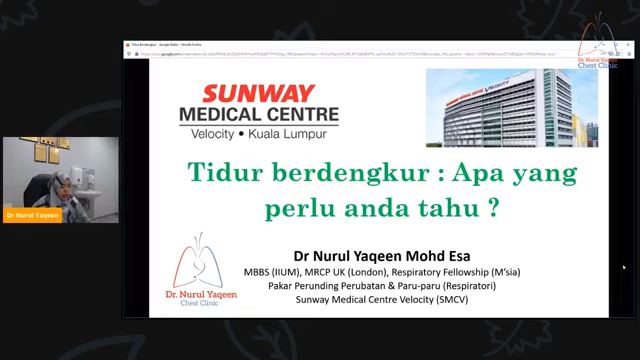 SUNWAY
MEDICAL CENTRE
Velocity • Kuala Lumpur
Tidur berdengkur : Apa yang
perlu anda tahu ?
Dr Nurul Yaqeen Mohd Esa
MBBS (IIUM), MRCP UK (London), Respiratory Fellowship (M'sia)
Pakar Perunding Perubatan & Paru-paru (Respiratori)
Sunway Medical Centre Velocity (SMCV)
Dr. Nurul Yaqeen
Chest Clinic
Dr Nurul Yaqeen
Dr. Nurul Yaqeen
Chest Clinic